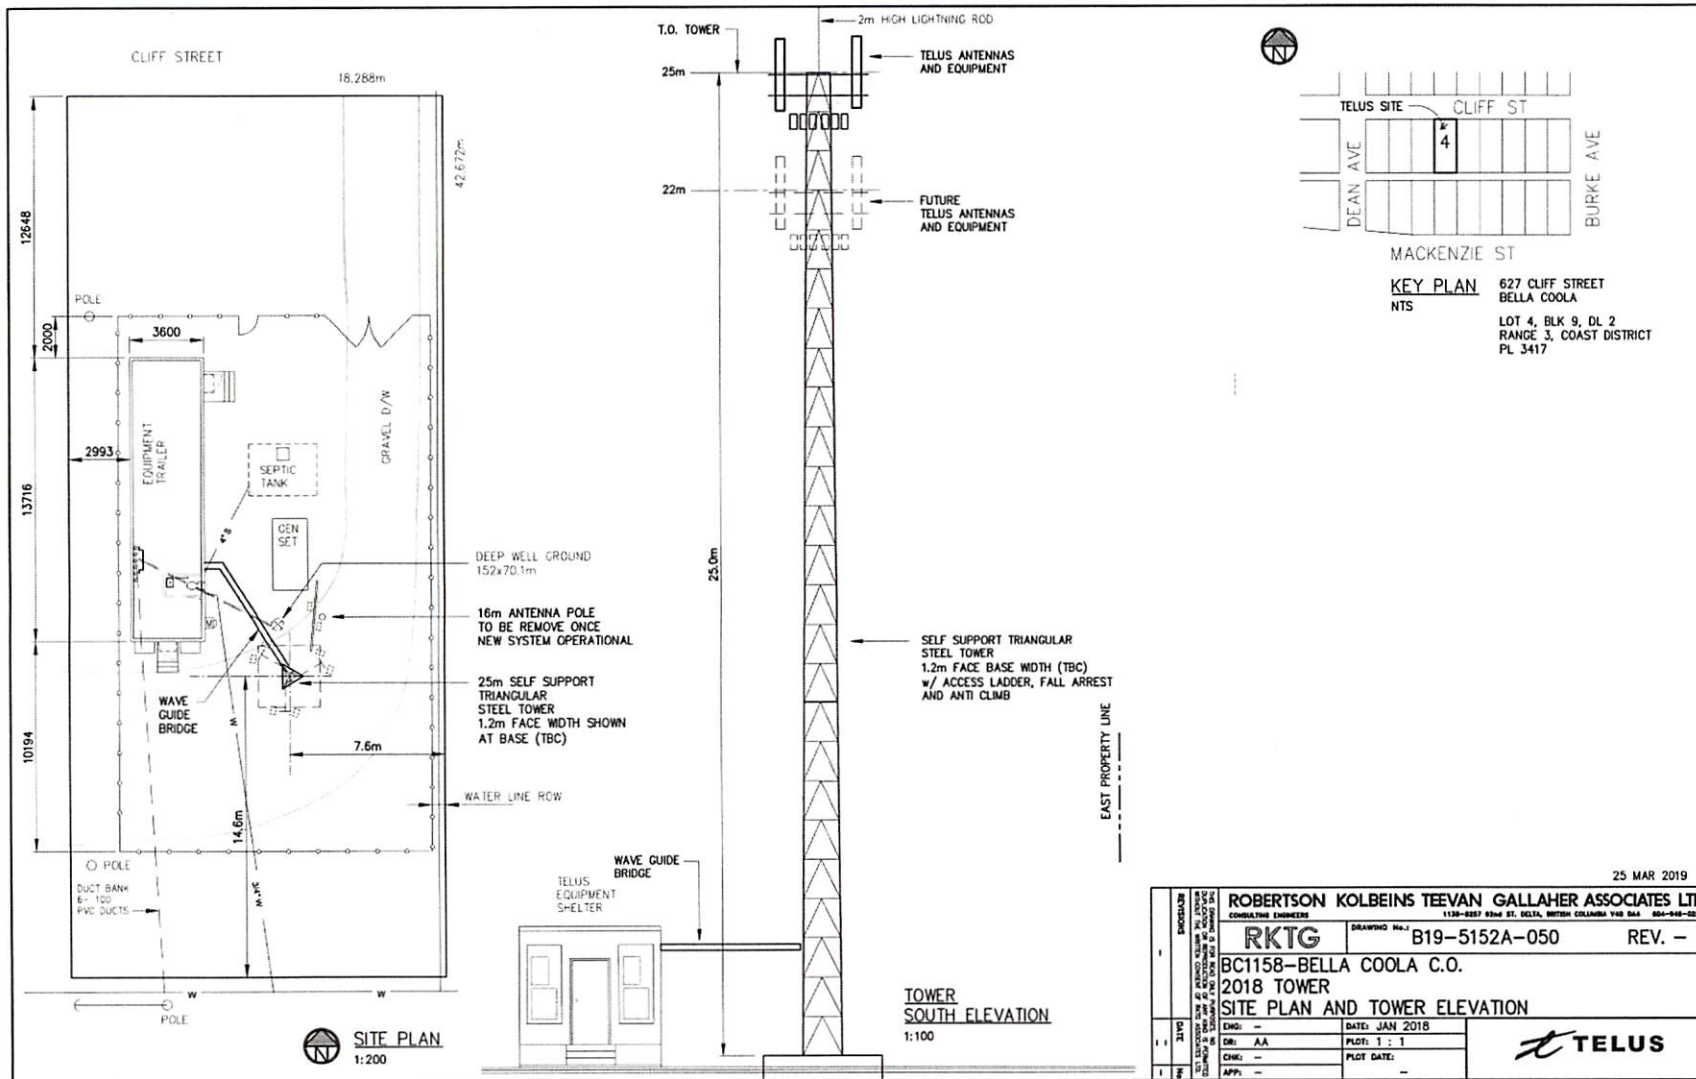 CLIFF STREET
18.288m
42.672m
12648
POLE
2000
3600
EQUIPMENT
TRAILER
2993
13716
SEPTIC
TANK
GRAVEL D/W
4"S
GEN
SET
DEEP WELL GROUND
152x70.1m
16m ANTENNA POLE
TO BE REMOVE ONCE
NEW SYSTEM OPERATIONAL
25m SELF SUPPORT
TRIANGULAR
STEEL TOWER
1.2m FACE WIDTH SHOWN
AT BASE (TBC)
WAVE
GUIDE
BRIDGE
W
7.6m
10194
14.6m
WATER LINE ROW
POLE
DUCT BANK
6- 100
PVC DUCTS
3/4"W
W
W
POLE
N
SITE PLAN
1:200
2m HIGH LIGHTNING ROD
T.O. TOWER
25m
TELUS ANTENNAS
AND EQUIPMENT
22m
FUTURE
TELUS ANTENNAS
AND EQUIPMENT
25.0m
SELF SUPPORT TRIANGULAR
STEEL TOWER
1.2m FACE BASE WIDTH (TBC)
w/ ACCESS LADDER, FALL ARREST
AND ANTI CLIMB
EAST PROPERTY LINE
WAVE GUIDE
BRIDGE
TELUS
EQUIPMENT
SHELTER
TOWER
SOUTH ELEVATION
1:100
N
TELUS SITE
CLIFF ST
4
DEAN AVE
BURKE AVE
MACKENZIE ST
KEY PLAN
NTS
627 CLIFF STREET
BELLA COOLA
LOT 4, BLK 9, DL 2
RANGE 3, COAST DISTRICT
PL 3417
25 MAR 2019
REVISIONS
DATE
ROBERTSON KOLBEINS TEEVAN GALLAHER ASSOCIATES LT
CONSULTING ENGINEERS
RKTG
DRAWING No.:
B19-5152A-050
REV. -
BC1158-BELLA COOLA C.O.
2018 TOWER
SITE PLAN AND TOWER ELEVATION
ENG: -
DATE: JAN 2018
DR: AA
PLOT: 1 : 1
CHK: -
PLOT DATE:
-
APP: -
TELUS